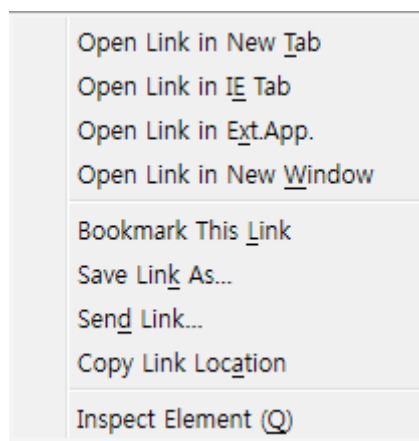 Open Link in New Tab
Open Link in IE Tab
Open Link in Ext.App.
Open Link in New Window
Bookmark This Link
Save Link As...
Send Link...
Copy Link Location
Inspect Element (Q)